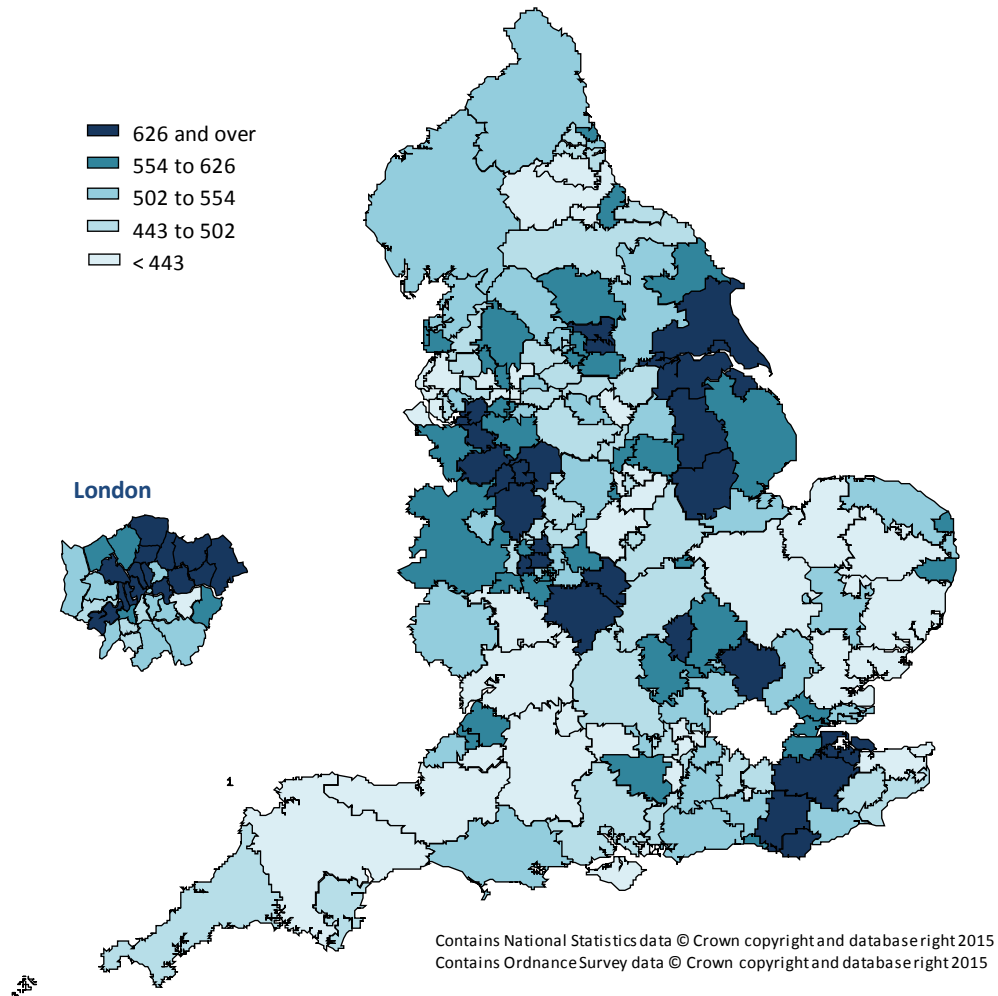 626 and over
554 to 626
502 to 554
443 to 502
< 443
London
1
Contains National Statistics data © Crown copyright and database right 2015
Contains Ordnance Survey data © Crown copyright and database right 2015